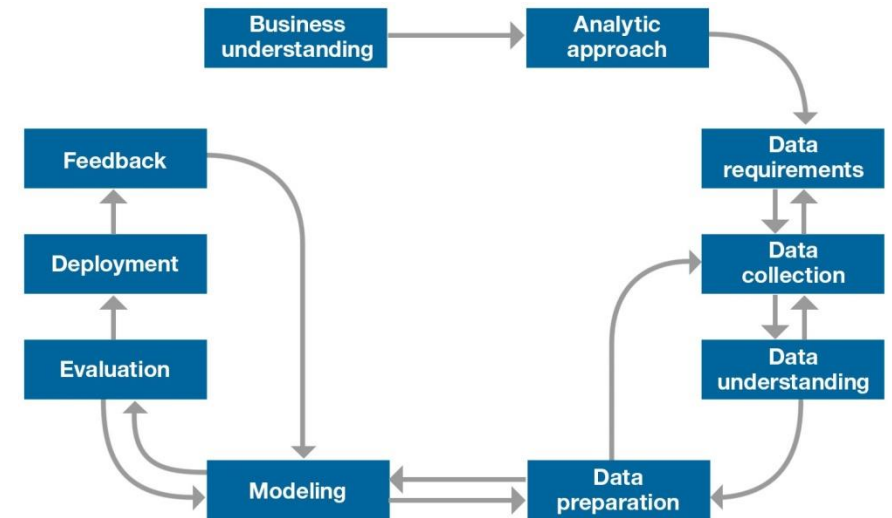 Business
understanding
Analytic
approach
Data
requirements
Data
collection
Data
understanding
Data
preparation
Modeling
Evaluation
Deployment
Feedback